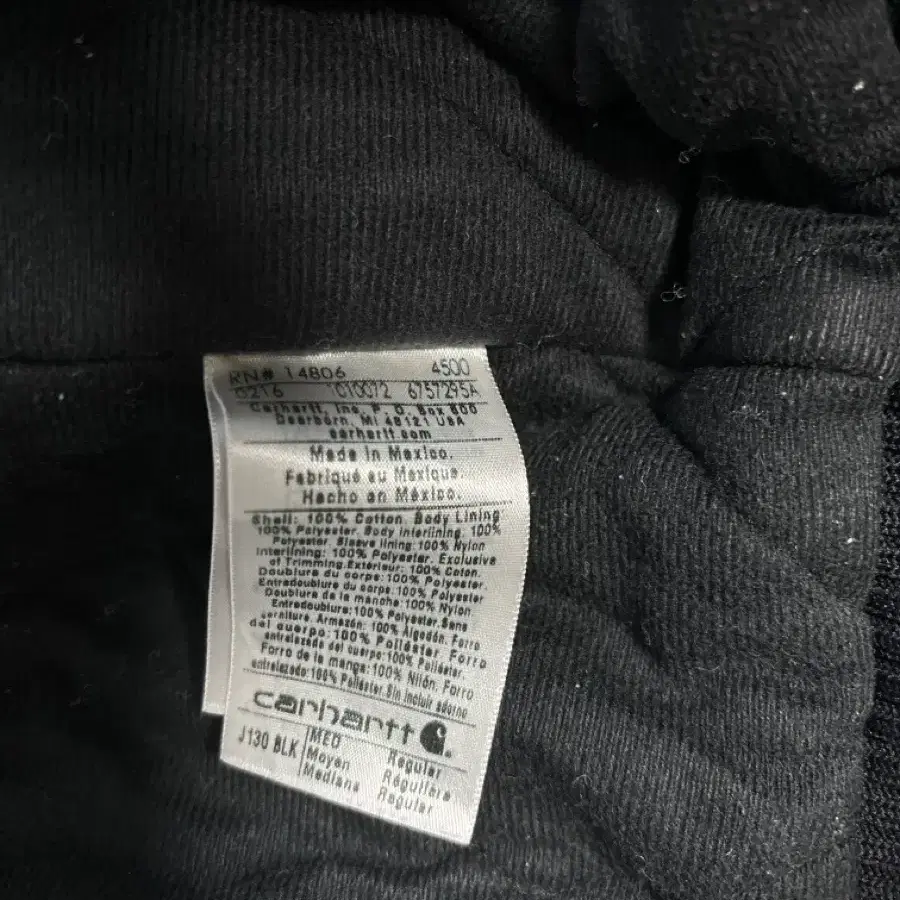 RN# 14806 4500
0216 1010072 6757295A
Carhartt, Inc. P. O. Box 600
Dearborn, MI 48121 USA
carhartt.com
Made in Mexico.
Fabriqué au Mexique.
Hecho en México.
Shell: 100% Cotton. Body Lining
100% Polyester. Body interlining: 100%
Polyester. Sleeve lining: 100% Nylon
Interlining: 100% Polyester. Exclusive
of Trimming. Extérieur: 100% Coton.
Doublure du corps: 100% Polyester.
Entredoublure du corps: 100% Polyester.
Doublure de la manche: 100% Nylon.
Entredoublure: 100% Polyester. Sans
garniture. Armazón: 100% Algodón. Forro
del cuerpo: 100% Poliéster. Forro
entrelazado del cuerpo: 100% Poliéster.
Forro de la manga: 100% Nilón. Forro
entrelazado: 100% Poliéster. Sin incluir adorno
carhartt
J130 BLK MED Regular
Moyen Régulière
Mediana Regular